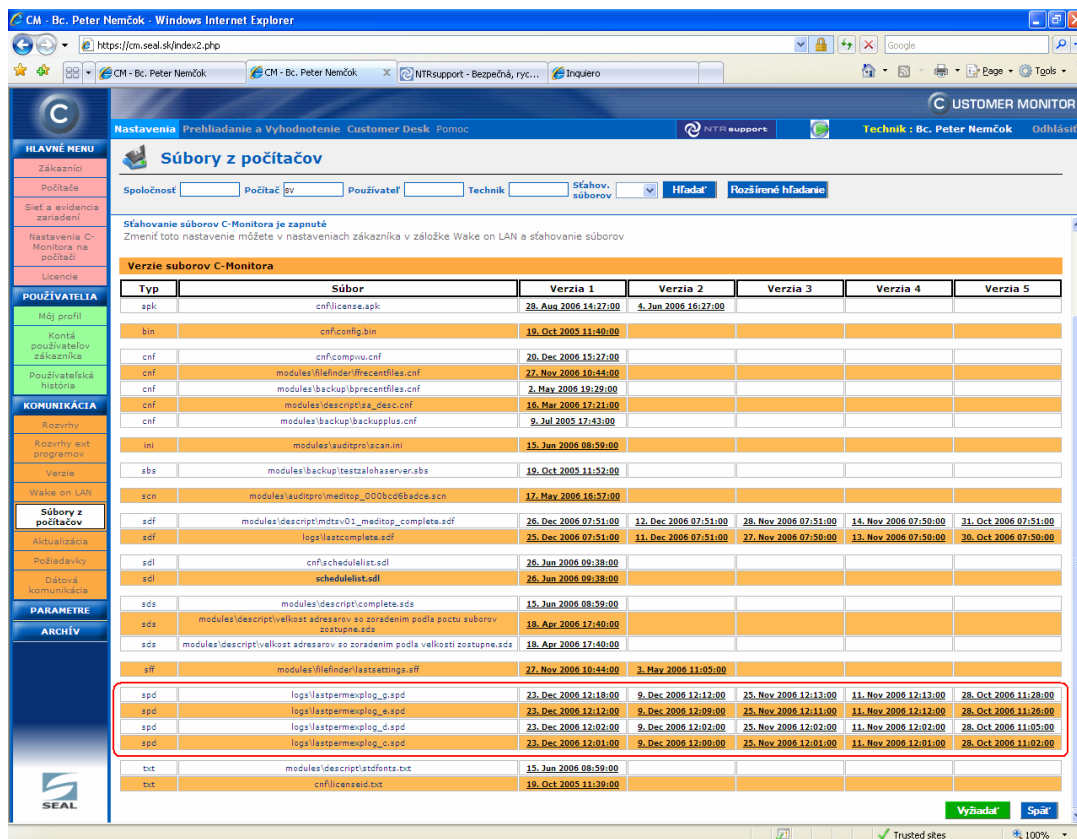 CM - Bc. Peter Nemčok - Windows Internet Explorer
https://cm.seal.sk/index2.php
Google
CM - Bc. Peter Nemčok
CM - Bc. Peter Nemčok
X
NTRsupport - Bezpečná, ryc...
Inquiero
Page
Tools
C
C USTOMER MONITOR
Nastavenia Prehliadanie a Vyhodnotenie Customer Desk Pomoc
NTR support
Technik : Bc. Peter Nemčok
Odhlásiť
HLAVNÉ MENU
Zákazníci
Počítače
Sieť a evidencia
zariadení
Nastavenia C-
Monitora na
počítači
Licencie
POUŽÍVATELIA
Môj profil
Kontá
používateľov
zákazníka
Používateľská
história
KOMUNIKÁCIA
Rozvrhy
Rozvrhy ext
programov
Verzie
Wake on LAN
Súbory z
počítačov
Aktualizácia
Požiadavky
Dátová
komunikácia
PARAMETRE
ARCHÍV
SEAL
Súbory z počítačov
Spoločnosť Počítač sv Používateľ Technik Sťahov.
súborov
Hľadať Rozšírené hľadanie
Sťahovanie súborov C-Monitora je zapnuté
Zmeniť toto nastavenie môžete v nastaveniach zákazníka v záložke Wake on LAN a sťahovanie súborov
Verzie suborov C-Monitora
Typ Súbor Verzia 1 Verzia 2 Verzia 3 Verzia 4 Verzia 5
apk cnf\license.apk 28. Aug 2006 14:27:00 4. Jun 2006 16:27:00
bin cnf\config.bin 19. Oct 2005 11:40:00
cnf cnf\compwu.cnf 20. Dec 2006 15:27:00
cnf modules\filefinder\ffrecentfiles.cnf 27. Nov 2006 10:44:00
cnf modules\backup\bprecentfiles.cnf 2. May 2006 19:29:00
cnf modules\descript\sa_desc.cnf 16. Mar 2006 17:21:00
cnf modules\backup\backupplus.cnf 9. Jul 2005 17:43:00
ini modules\auditpro\scan.ini 15. Jun 2006 08:59:00
sbs modules\backup\testzalohaserver.sbs 19. Oct 2005 11:52:00
scn modules\auditpro\meditop_000bcd6badce.scn 17. May 2006 16:57:00
sdf modules\descript\mdtsv01_meditop_complete.sdf 26. Dec 2006 07:51:00 12. Dec 2006 07:51:00 28. Nov 2006 07:51:00 14. Nov 2006 07:50:00 31. Oct 2006 07:51:00
sdf logs\lastcomplete.sdf 25. Dec 2006 07:51:00 11. Dec 2006 07:51:00 27. Nov 2006 07:50:00 13. Nov 2006 07:50:00 30. Oct 2006 07:50:00
sdl cnf\schedulelist.sdl 26. Jun 2006 09:38:00
sdl schedulelist.sdl 26. Jun 2006 09:38:00
sds modules\descript\complete.sds 15. Jun 2006 08:59:00
sds modules\descript\velkost adresarov so zoradenim podla poctu suborov
zostupne.sds 18. Apr 2006 17:40:00
sds modules\descript\velkost adresarov so zoradenim podla velkosti zostupne.sds 18. Apr 2006 17:40:00
sff modules\filefinder\lastsettings.sff 27. Nov 2006 10:44:00 3. May 2006 11:05:00
spd logs\lastpermexplog_g.spd 23. Dec 2006 12:18:00 9. Dec 2006 12:12:00 25. Nov 2006 12:13:00 11. Nov 2006 12:13:00 28. Oct 2006 11:28:00
spd logs\lastpermexplog_e.spd 23. Dec 2006 12:12:00 9. Dec 2006 12:09:00 25. Nov 2006 12:11:00 11. Nov 2006 12:12:00 28. Oct 2006 11:26:00
spd logs\lastpermexplog_d.spd 23. Dec 2006 12:02:00 9. Dec 2006 12:02:00 25. Nov 2006 12:02:00 11. Nov 2006 12:02:00 28. Oct 2006 11:05:00
spd logs\lastpermexplog_c.spd 23. Dec 2006 12:01:00 9. Dec 2006 12:00:00 25. Nov 2006 12:01:00 11. Nov 2006 12:01:00 28. Oct 2006 11:02:00
txt modules\descript\stdfonts.txt 15. Jun 2006 08:59:00
txt cnf\licenseid.txt 19. Oct 2005 11:39:00
Vyžiadať Späť
Trusted sites
100%